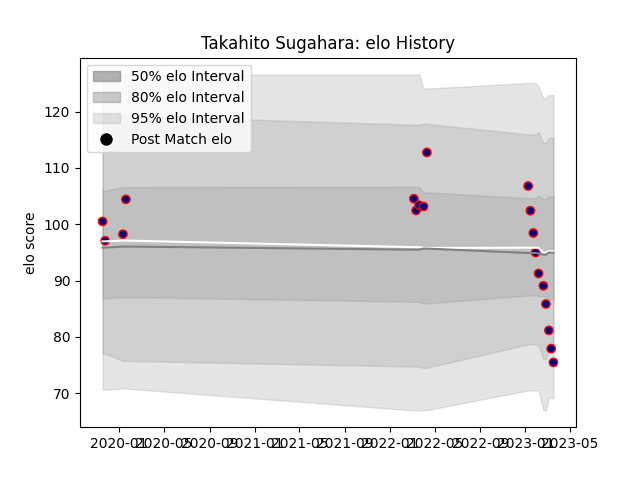 Takahito Sugahara: elo History
50% elo Interval
80% elo Interval
95% elo Interval
Post Match elo
elo score
120
110
100
90
80
70
2020-01 2020-05 2020-09 2021-01 2021-05 2021-09 2022-01 2022-05 2022-09 2023-01 2023-05